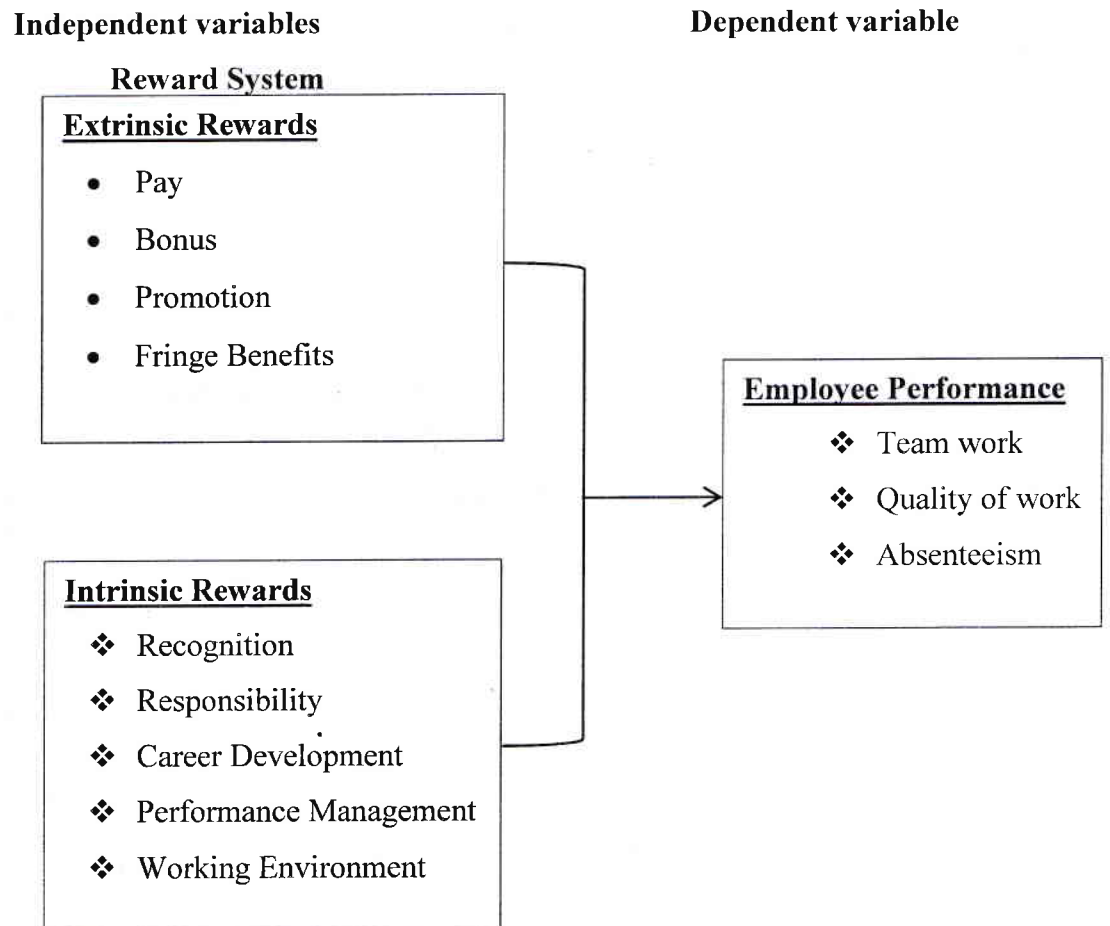 Independent variables
Dependent variable
Reward System
Extrinsic Rewards
• Pay
• Bonus
• Promotion
• Fringe Benefits
Employee Performance
❖ Team work
❖ Quality of work
❖ Absenteeism
Intrinsic Rewards
❖ Recognition
❖ Responsibility
❖ Career Development
❖ Performance Management
❖ Working Environment